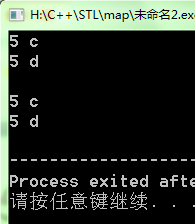 H:\C++\STL\map\未命名2.ex
5 c
5 d
5 c
5 d
--------------------
Process exited afte
请按任意键继续. . .